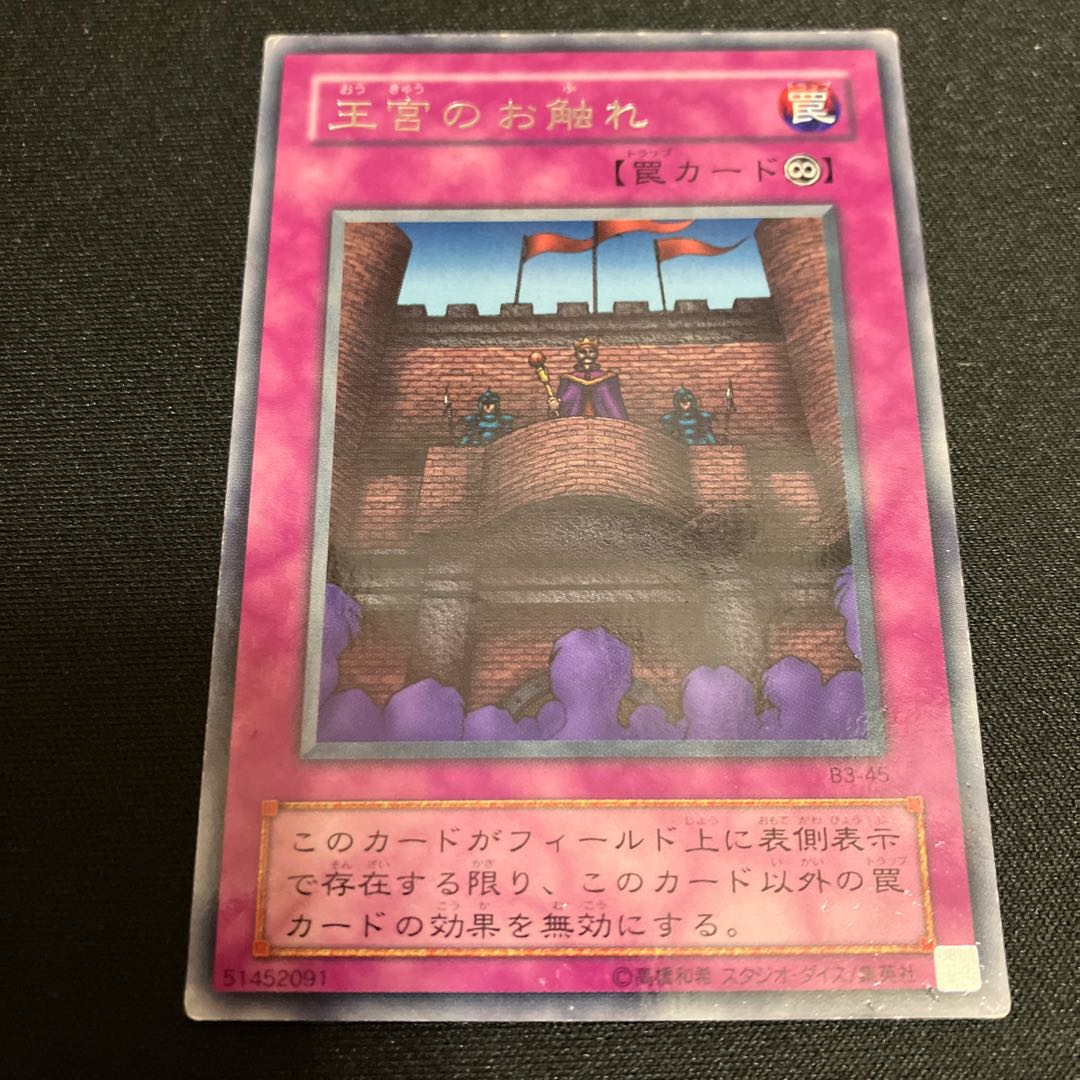 王宮のお触れ
罠
【罠カード∞】
B3-45
このカードがフィールド上に表側表示
で存在する限り、このカード以外の罠
カードの効果を無効にする。
51452091
©高橋和希 スタジオ・ダイス/集英社